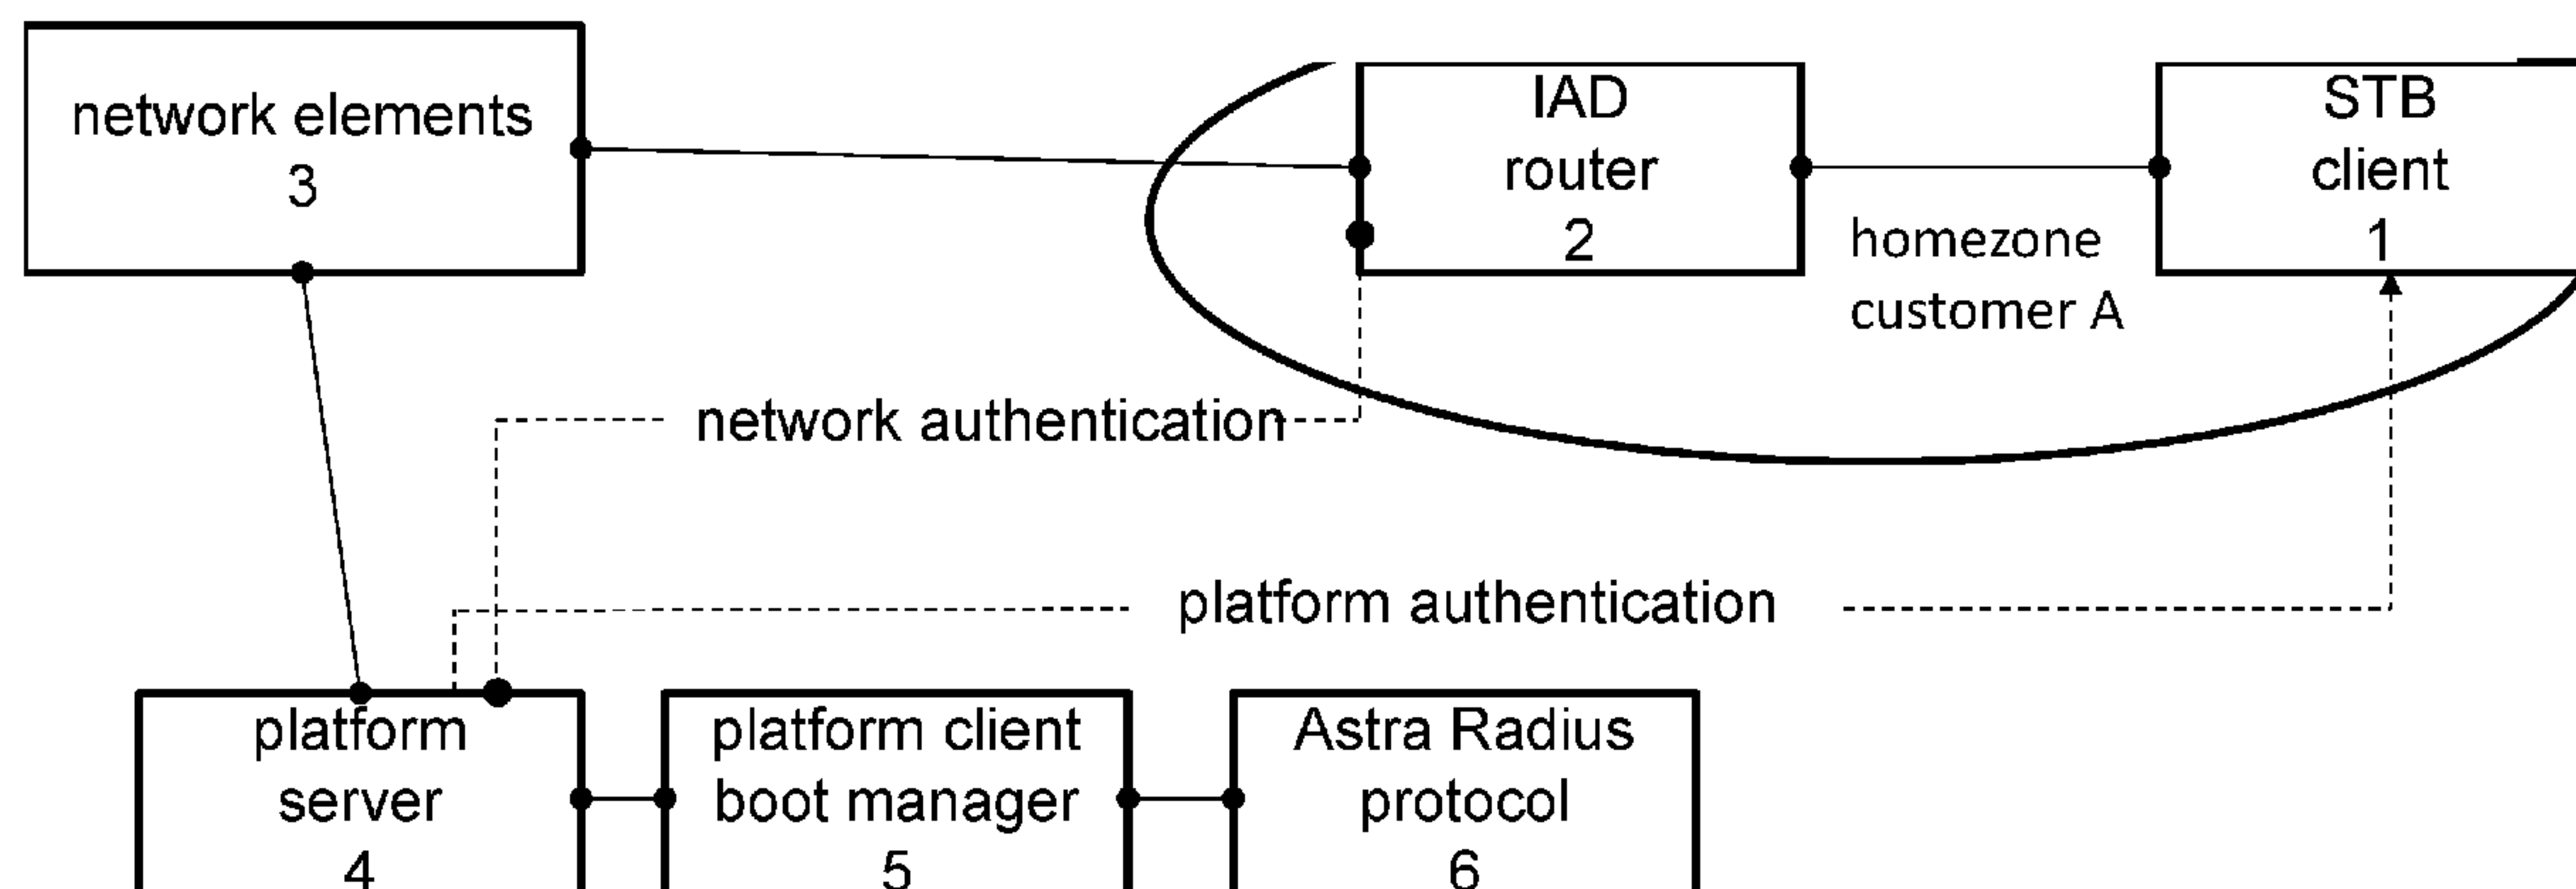 network elements
3
IAD
router
2
STB
client
1
homezone
customer A
network authentication
platform authentication
platform
server
4
platform client
boot manager
5
Astra Radius
protocol
6